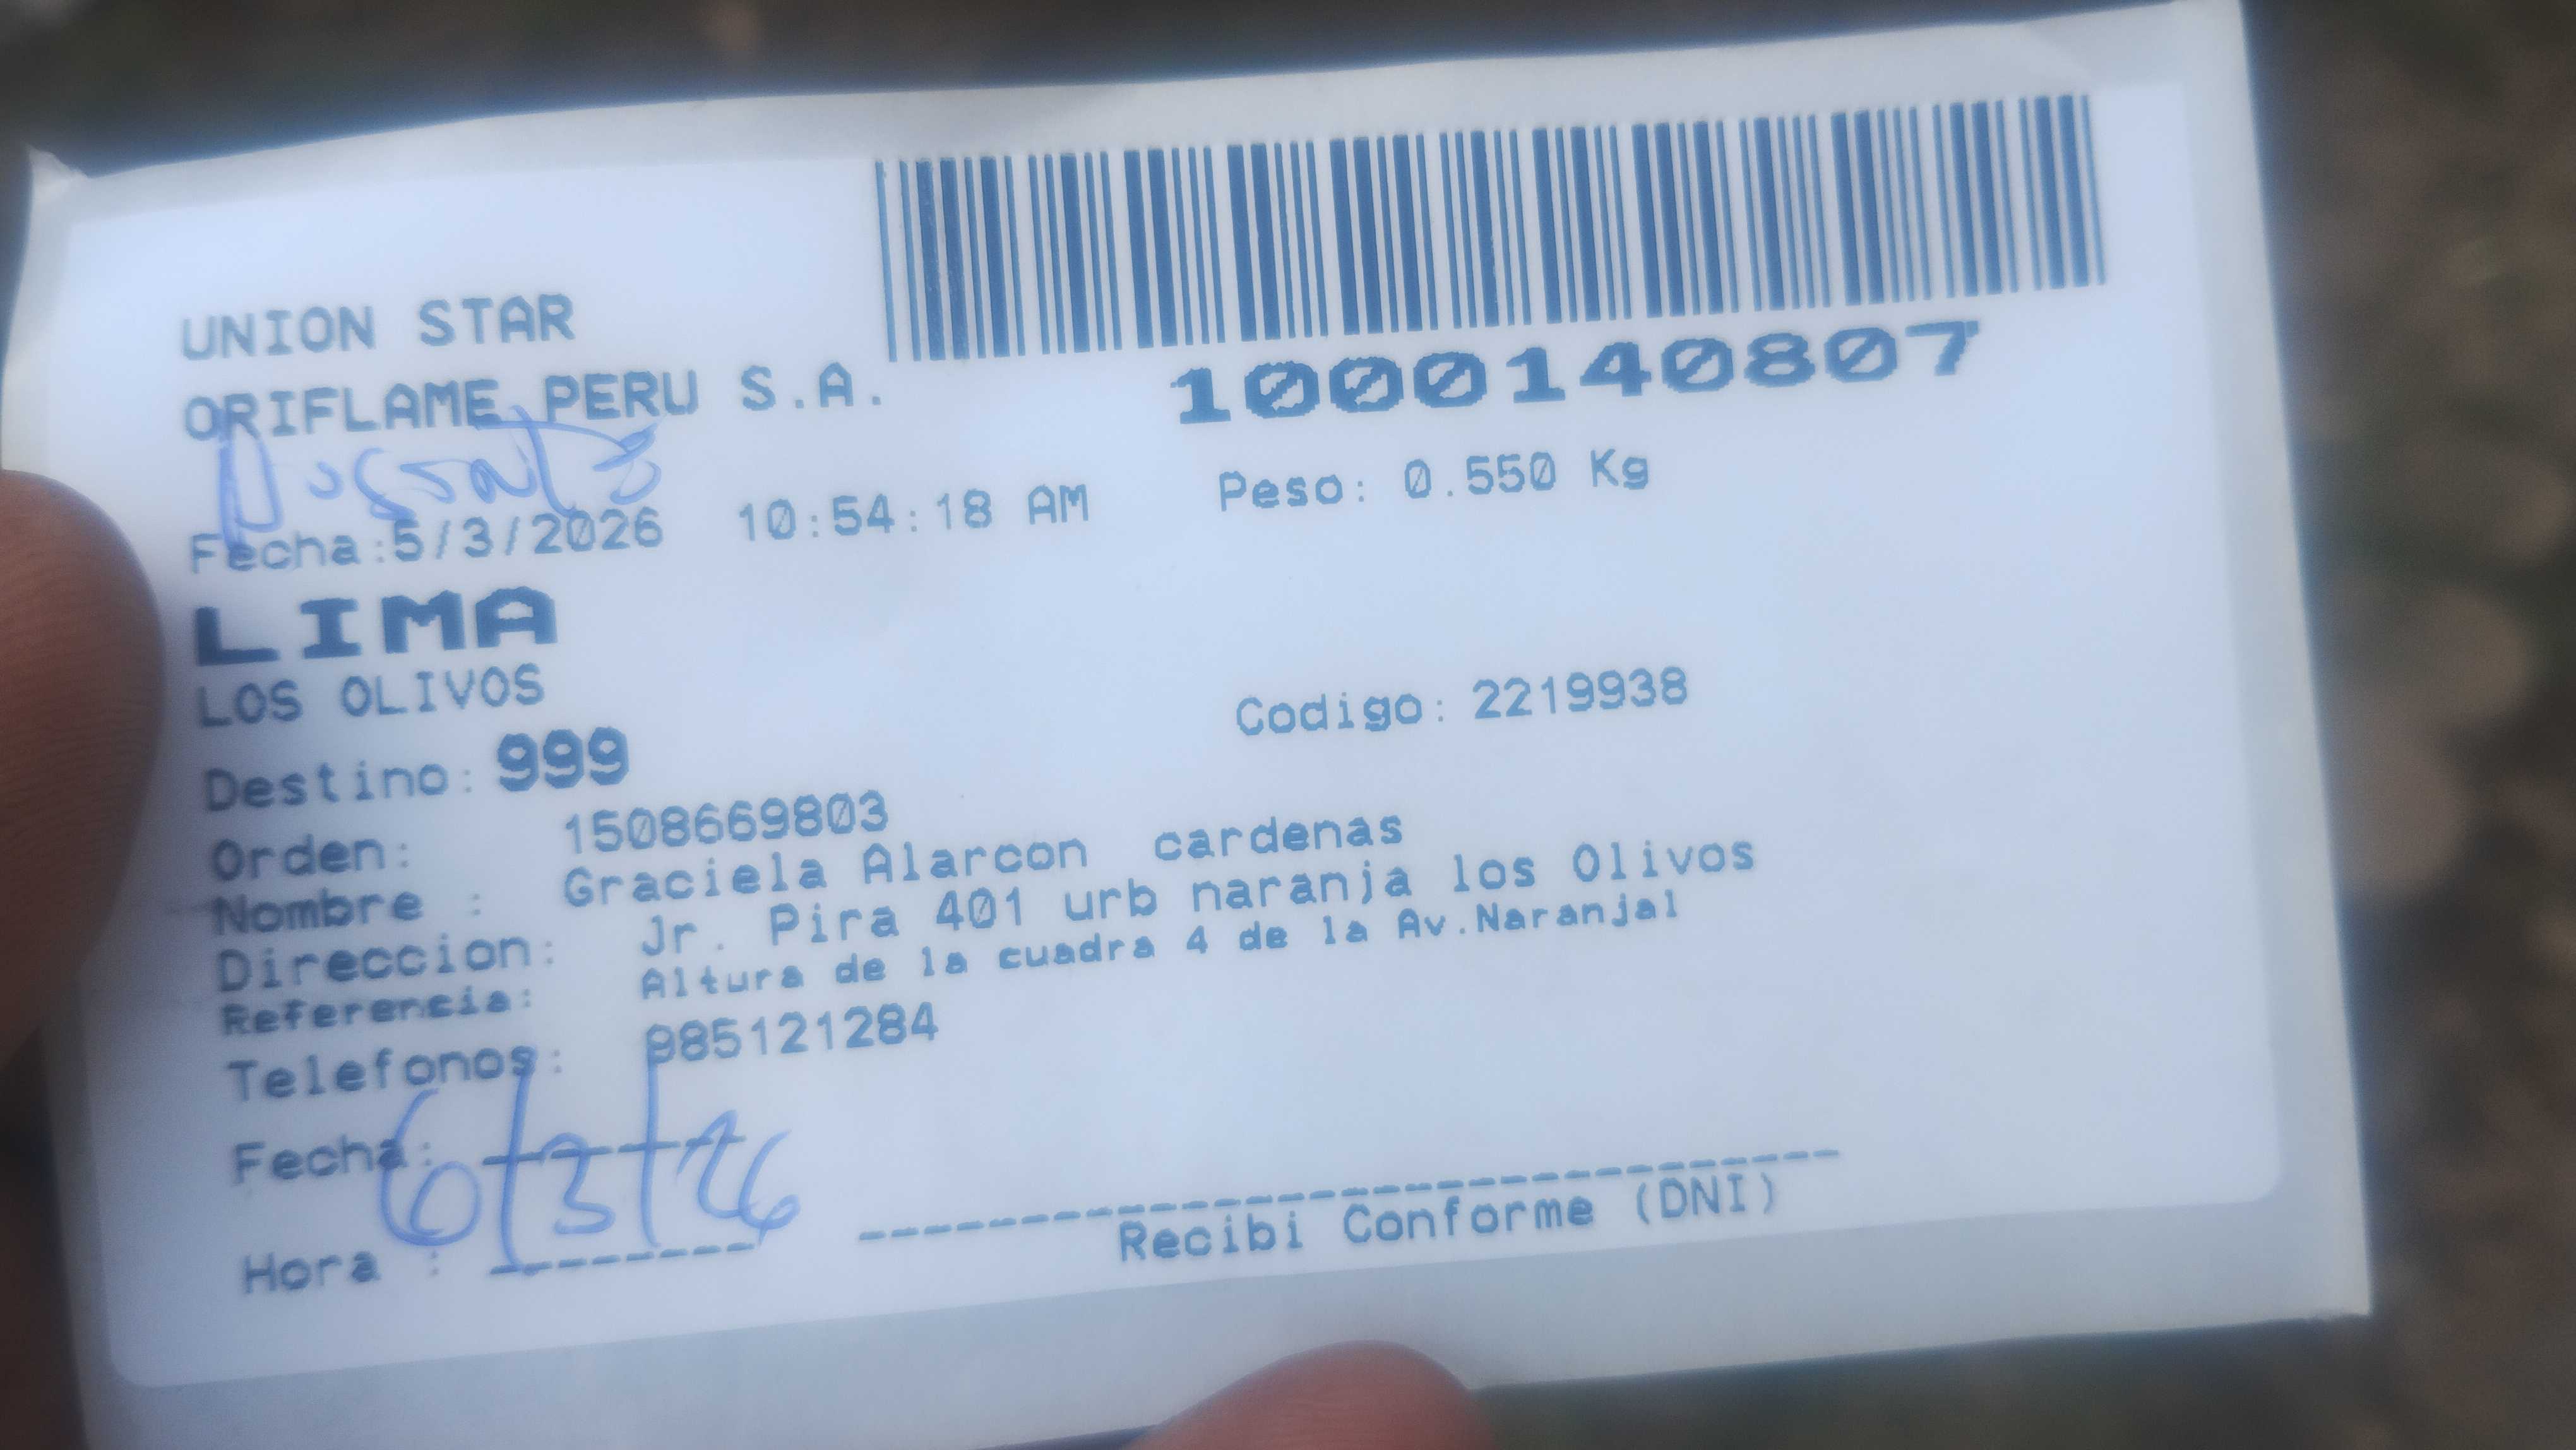 UNION STAR
ORIFLAME PERU S.A.
1000140807
Ausente
Fecha:5/3/2026 10:54:18 AM Peso: 0.550 Kg
LIMA
LOS OLIVOS
Codigo: 2219938
Destino: 999
Orden: 1508669803
Nombre : Graciela Alarcon cardenas
Direccion: Jr. Pira 401 urb naranja los Olivos
Referencia: Altura de la cuadra 4 de la Av.Naranjal
Telefonos: 985121284
Fecha: 6/3/26
Hora :
Recibi Conforme (DNI)